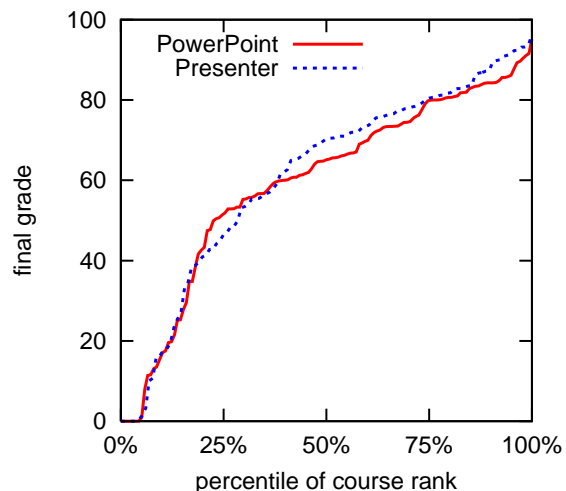 100
80
60
40
20
0
final grade
PowerPoint
Presenter
0% 25% 50% 75% 100%
percentile of course rank